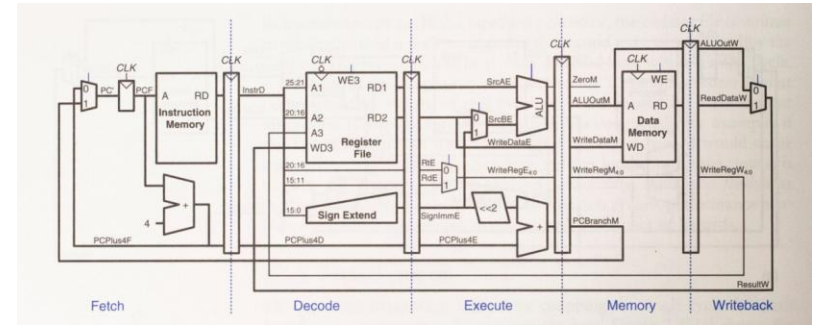 CLK
CLK
CLK
CLK
CLK
CLK
CLK
ALUOutW
0
1
PC'
PCF
A
RD
Instruction
Memory
InstrD
25:21
A1
WE3
RD1
20:16
A2
RD2
A3
WD3
Register
File
SrcAE
0
1
SrcBE
ALU
ZeroM
ALUOutM
WE
A
RD
Data
Memory
WD
ReadDataW
0
1
WriteDataE
WriteDataM
20:16
RtE
0
15:11
RdE
1
WriteRegE4:0
WriteRegM4:0
WriteRegW4:0
15:0
Sign Extend
SignImmE
<<2
+
4
+
PCBranchM
PCPlus4F
PCPlus4D
PCPlus4E
ResultW
Fetch
Decode
Execute
Memory
Writeback